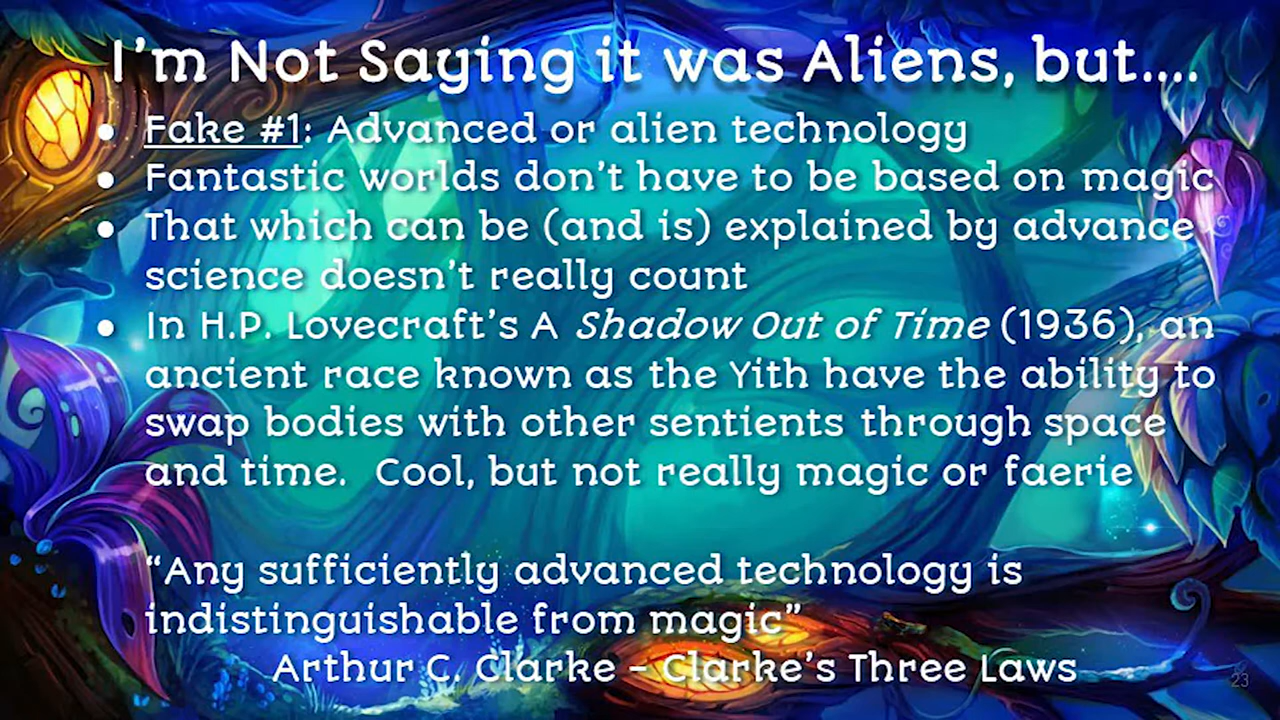 I'm Not Saying it was Aliens, but....
● Fake #1: Advanced or alien technology
● Fantastic worlds don't have to be based on magic
● That which can be (and is) explained by advance
science doesn't really count
● In H.P. Lovecraft's A Shadow Out of Time (1936), an
ancient race known as the Yith have the ability to
swap bodies with other sentients through space
and time. Cool, but not really magic or faerie
“Any sufficiently advanced technology is
indistinguishable from magic”
Arthur C. Clarke – Clarke's Three Laws
23